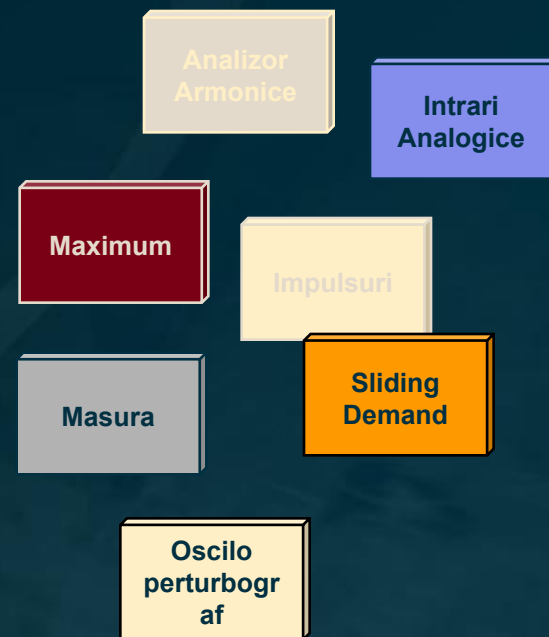 Analizor
Armonice
Intrari
Analogice
Maximum
Impulsuri
Sliding
Demand
Masura
Oscilo
perturbogr
af